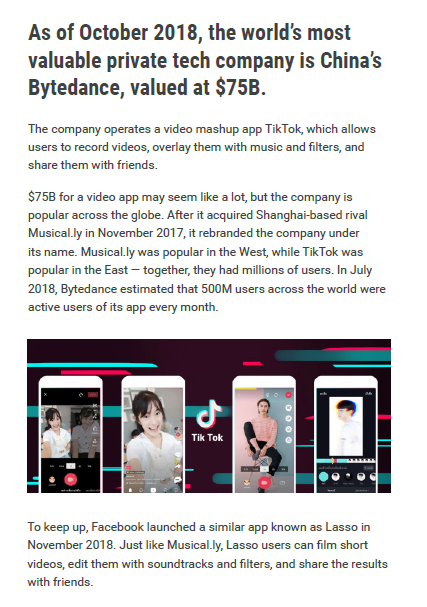 As of October 2018, the world's most
valuable private tech company is China's
Bytedance, valued at $75B.
The company operates a video mashup app TikTok, which allows
users to record videos, overlay them with music and filters, and
share them with friends.
$75B for a video app may seem like a lot, but the company is
popular across the globe. After it acquired Shanghai-based rival
Musical.ly in November 2017, it rebranded the company under
its name. Musical.ly was popular in the West, while TikTok was
popular in the East — together, they had millions of users. In July
2018, Bytedance estimated that 500M users across the world were
active users of its app every month.
Tik Tok
To keep up, Facebook launched a similar app known as Lasso in
November 2018. Just like Musical.ly, Lasso users can film short
videos, edit them with soundtracks and filters, and share the results
with friends.